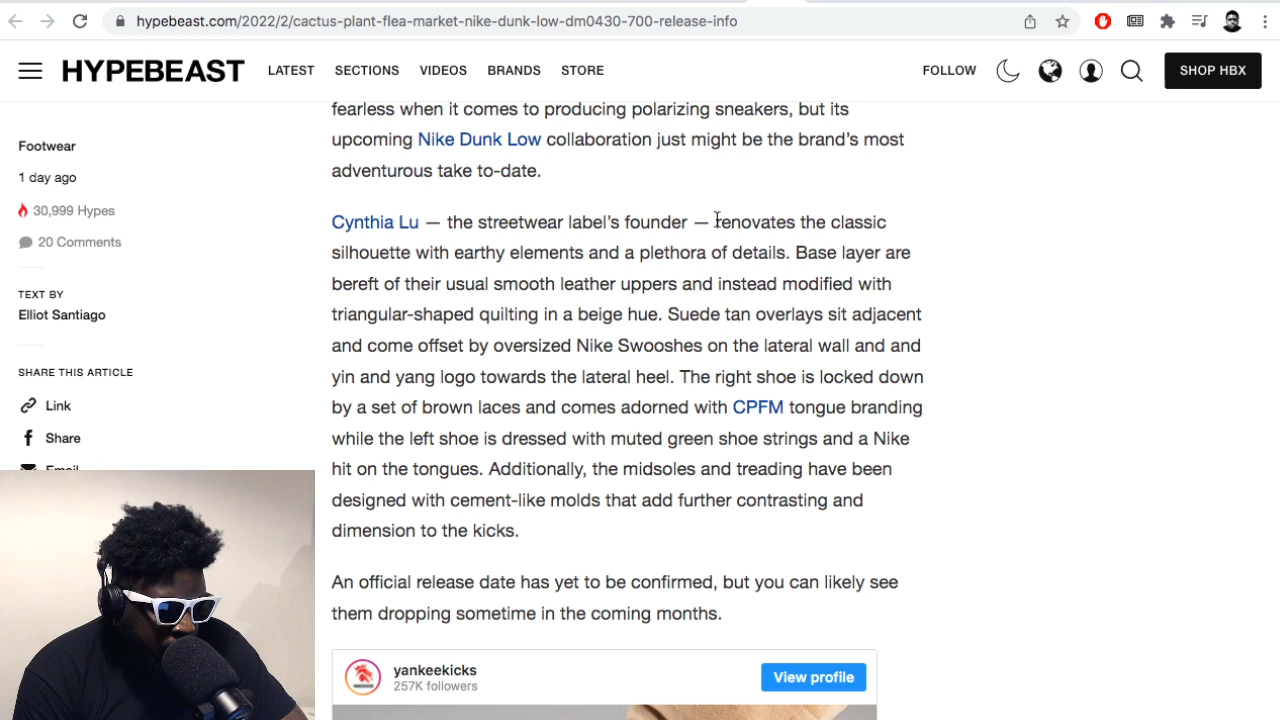 hypebeast.com/2022/2/cactus-plant-flea-market-nike-dunk-low-dm0430-700-release-info
HYPEBEAST LATEST SECTIONS VIDEOS BRANDS STORE FOLLOW SHOP HBX
Footwear
1 day ago
30,999 Hypes
20 Comments
TEXT BY
Elliot Santiago
SHARE THIS ARTICLE
Link
Share
Email
fearless when it comes to producing polarizing sneakers, but its
upcoming Nike Dunk Low collaboration just might be the brand's most
adventurous take to-date.
Cynthia Lu — the streetwear label's founder — renovates the classic
silhouette with earthy elements and a plethora of details. Base layer are
bereft of their usual smooth leather uppers and instead modified with
triangular-shaped quilting in a beige hue. Suede tan overlays sit adjacent
and come offset by oversized Nike Swooshes on the lateral wall and and
yin and yang logo towards the lateral heel. The right shoe is locked down
by a set of brown laces and comes adorned with CPFM tongue branding
while the left shoe is dressed with muted green shoe strings and a Nike
hit on the tongues. Additionally, the midsoles and treading have been
designed with cement-like molds that add further contrasting and
dimension to the kicks.
An official release date has yet to be confirmed, but you can likely see
them dropping sometime in the coming months.
yankeekicks
257K followers
View profile